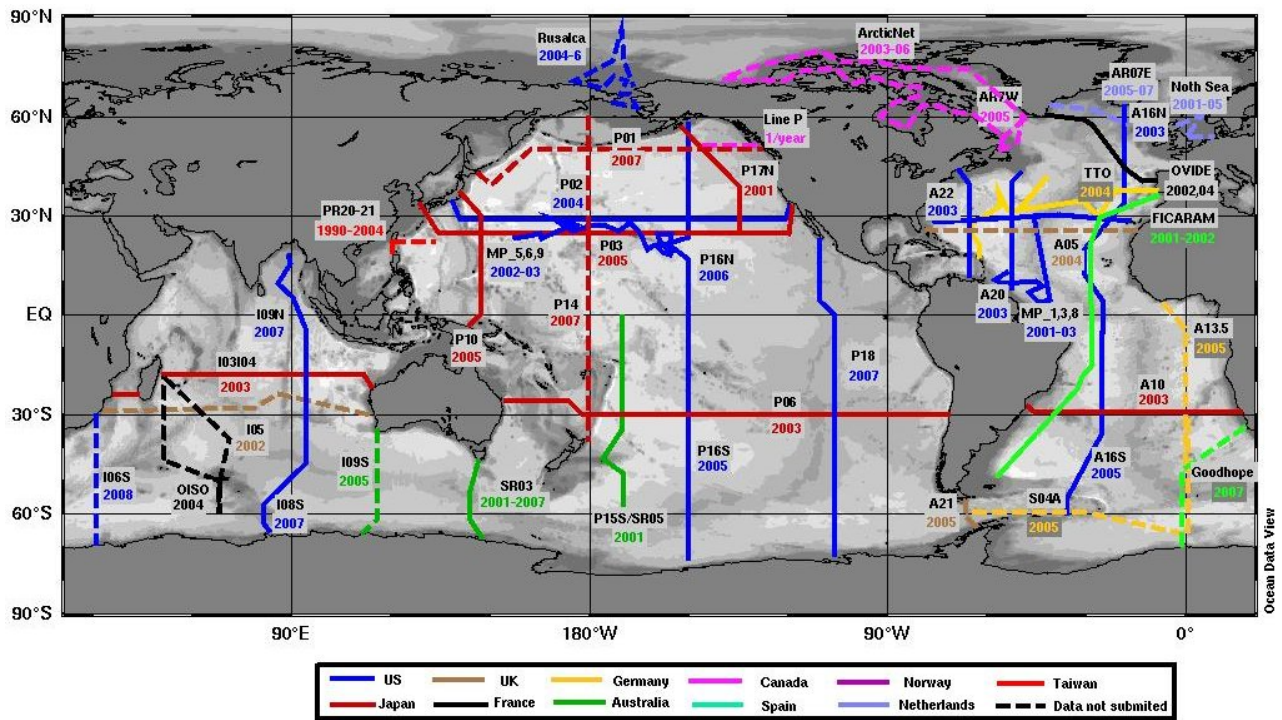 90°N
60°N
30°N
EQ
30°S
60°S
90°S
90°E
180°W
90°W
0°
Rusalca
2004-6
ArcticNet
2003-06
AR07E
2005-07
Noth Sea
2001-05
AR7W
2005
A16N
2003
Line P
1/year
P01
2007
P17N
2001
P02
2004
TTO
2004
OVIDE
2002,04
A22
2003
PR20-21
1990-2004
FICARAM
2001-2002
MP_5,6,9
2002-03
P03
2005
P16N
2006
A05
2004
A20
2003
MP_1,3,8
2001-03
I09N
2007
P14
2007
P10
2005
A13.5
2005
I03I04
2003
P18
2007
P06
2003
A10
2003
I05
2002
I06S
2008
OISO
2004
I09S
2005
I08S
2007
SR03
2001-2007
P15S/SR05
2001
P16S
2005
A16S
2005
A21
2005
S04A
2005
Goodhope
2007
Ocean Data View
US
UK
Germany
Canada
Norway
Taiwan
Japan
France
Australia
Spain
Netherlands
Data not submited